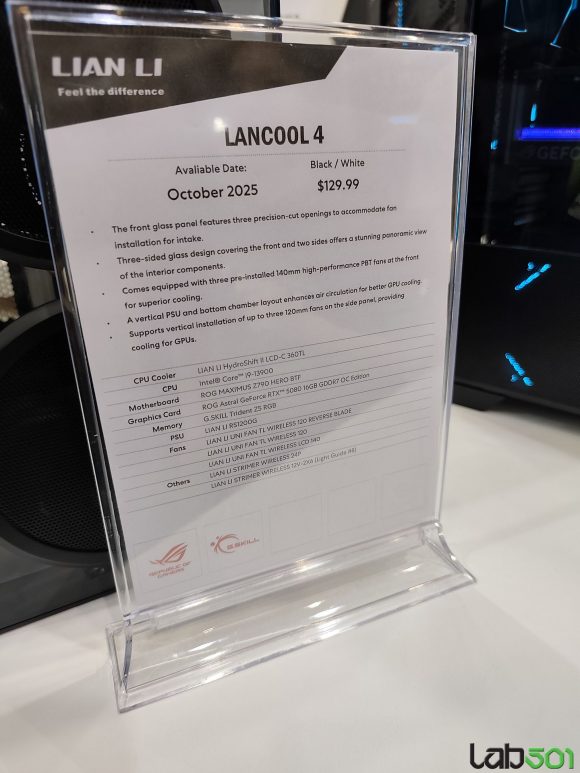 LIAN LI
Feel the difference
LANCOOL 4
Avaliable Date:
Black / White
October 2025
$129.99
• The front glass panel features three precision-cut openings to accommodate fan
installation for intake.
• Three-sided glass design covering the front and two sides offers a stunning panoramic view
of the interior components.
• Comes equipped with three pre-installed 140mm high-performance PBT fans at the front
for superior cooling.
• A vertical PSU and bottom chamber layout enhances air circulation for better GPU cooling.
• Supports vertical installation of up to three 120mm fans on the side panel, providing
cooling for GPUs.
CPU Cooler LIAN LI HydroShift II LCD-C 360TL
CPU Intel® Core™ i9-13900
Motherboard ROG MAXIMUS Z790 HERO BTF
Graphics Card ROG Astral GeForce RTX™ 5080 16GB GDDR7 OC Edition
Memory G.SKILL Trident Z5 RGB
PSU LIAN LI RS1200G
Fans LIAN LI UNI FAN TL WIRELESS 120 REVERSE BLADE
LIAN LI UNI FAN TL WIRELESS 120
LIAN LI UNI FAN TL WIRELESS LCD 140
Others LIAN LI STRIMER WIRELESS 24P
LIAN LI STRIMER WIRELESS 12V-2X6 (Light Guide #8)
REPUBLIC OF
GAMERS
G.SKILL
GEFORCE
Lab501